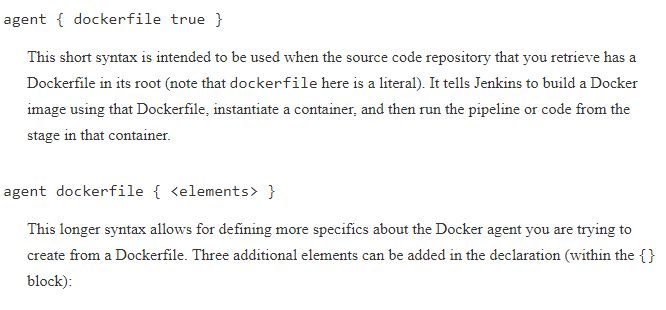 agent { dockerfile true }
This short syntax is intended to be used when the source code repository that you retrieve has a
Dockerfile in its root (note that dockerfile here is a literal). It tells Jenkins to build a Docker
image using that Dockerfile, instantiate a container, and then run the pipeline or code from the
stage in that container.
agent dockerfile { <elements> }
This longer syntax allows for defining more specifics about the Docker agent you are trying to
create from a Dockerfile. Three additional elements can be added in the declaration (within the {}
block):